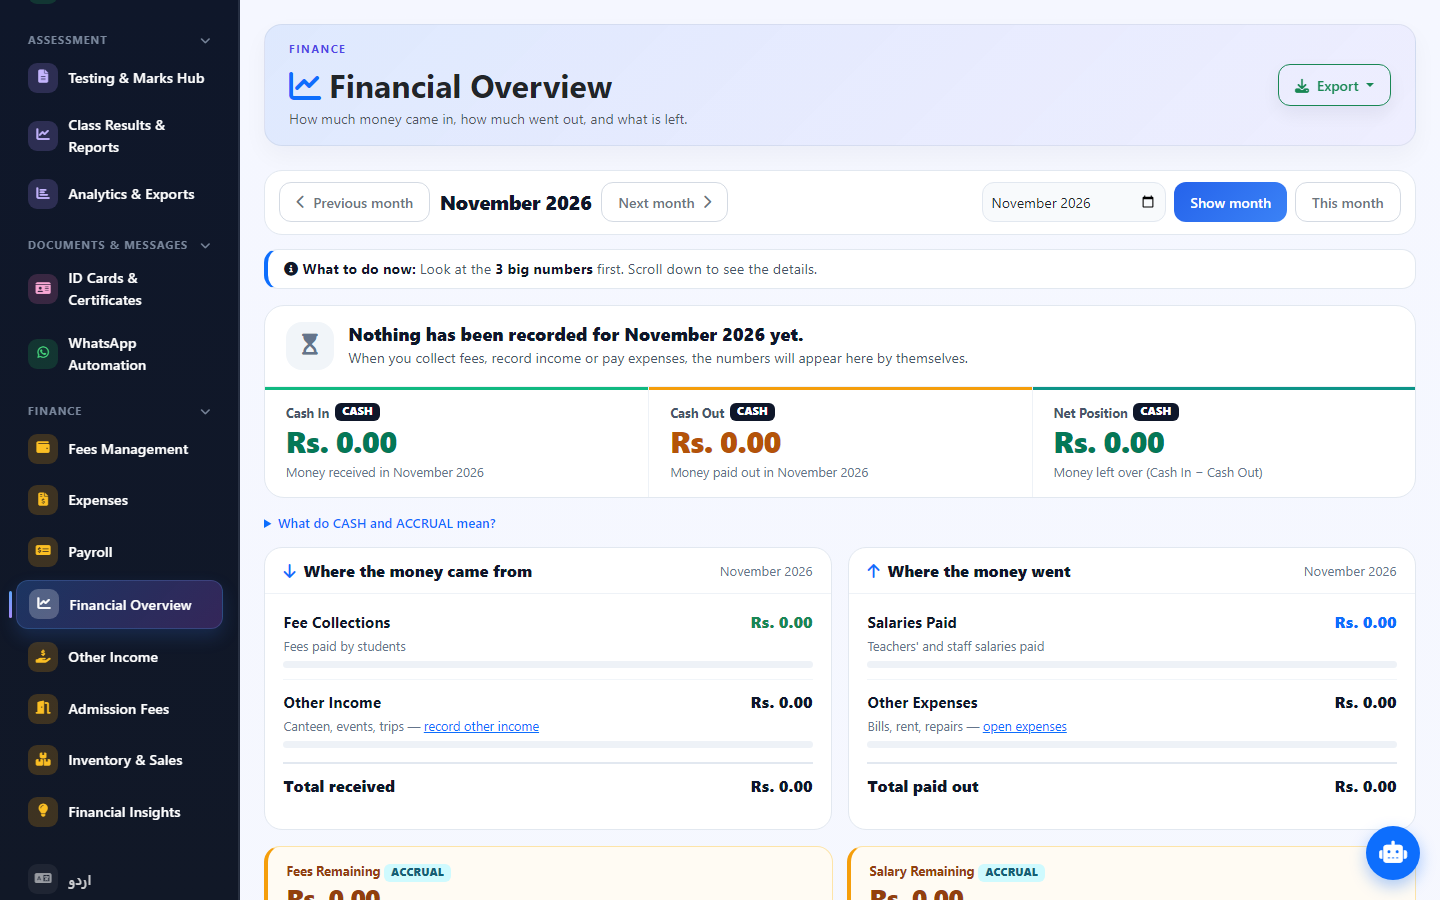 ASSESSMENT
Testing & Marks Hub
Class Results &
Reports
Analytics & Exports
DOCUMENTS & MESSAGES
ID Cards &
Certificates
WhatsApp
Automation
FINANCE
Fees Management
Expenses
Payroll
Financial Overview
Other Income
Admission Fees
Inventory & Sales
Financial Insights
اردو
FINANCE
Financial Overview
How much money came in, how much went out, and what is left.
Export
Previous month
November 2026
Next month
November 2026
Show month
This month
What to do now: Look at the 3 big numbers first. Scroll down to see the details.
Nothing has been recorded for November 2026 yet.
When you collect fees, record income or pay expenses, the numbers will appear here by themselves.
Cash In CASH
Rs. 0.00
Money received in November 2026
Cash Out CASH
Rs. 0.00
Money paid out in November 2026
Net Position CASH
Rs. 0.00
Money left over (Cash In − Cash Out)
What do CASH and ACCRUAL mean?
Where the money came from
November 2026
Fee Collections
Rs. 0.00
Fees paid by students
Other Income
Rs. 0.00
Canteen, events, trips — record other income
Total received
Rs. 0.00
Where the money went
November 2026
Salaries Paid
Rs. 0.00
Teachers' and staff salaries paid
Other Expenses
Rs. 0.00
Bills, rent, repairs — open expenses
Total paid out
Rs. 0.00
Fees Remaining ACCRUAL
Rs. 0.00
Salary Remaining ACCRUAL
Rs. 0.00